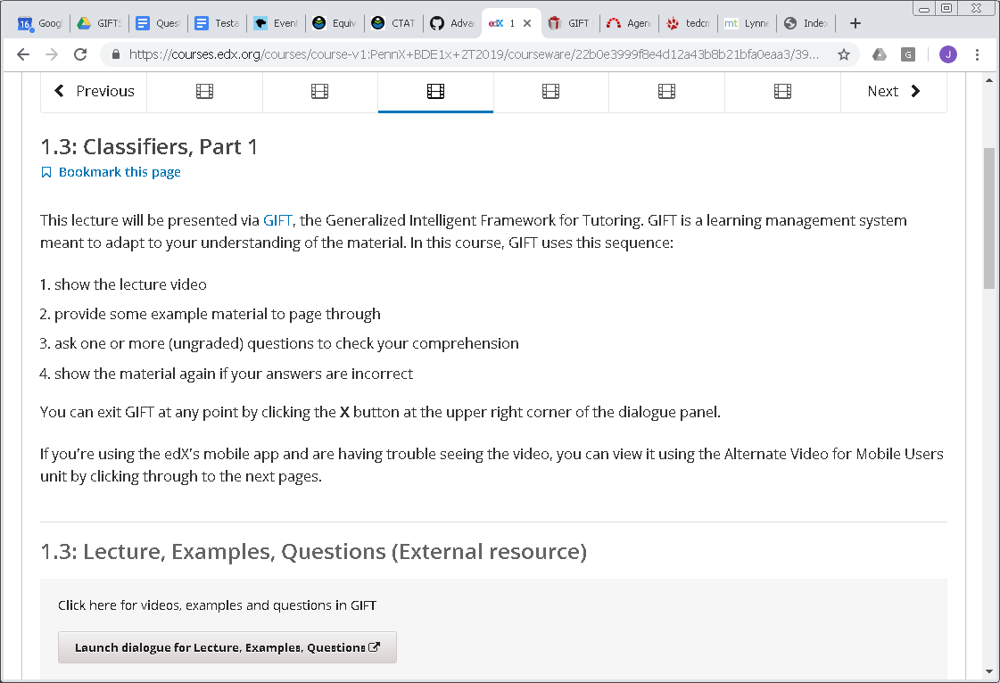 16 Googl
GIFTS
Ques
Testa
Event
Equiv
CTAT
Adva
edX 1
GIFT
Agen
tedcm
mt Lynne
Index
https://courses.edx.org/courses/course-v1:PennX+BDE1x+2T2019/courseware/22b0e3999f8e4d12a43b8b21bfa0eaa3/39...
G
J
Previous
Next
1.3: Classifiers, Part 1
Bookmark this page
This lecture will be presented via GIFT, the Generalized Intelligent Framework for Tutoring. GIFT is a learning management system
meant to adapt to your understanding of the material. In this course, GIFT uses this sequence:
1. show the lecture video
2. provide some example material to page through
3. ask one or more (ungraded) questions to check your comprehension
4. show the material again if your answers are incorrect
You can exit GIFT at any point by clicking the X button at the upper right corner of the dialogue panel.
If you're using the edX's mobile app and are having trouble seeing the video, you can view it using the Alternate Video for Mobile Users
unit by clicking through to the next pages.
1.3: Lecture, Examples, Questions (External resource)
Click here for videos, examples and questions in GIFT
Launch dialogue for Lecture, Examples, Questions